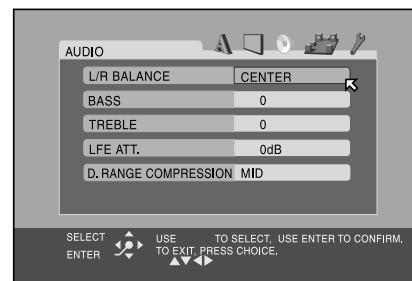 AUDIO
L/R BALANCE CENTER
BASS 0
TREBLE 0
LFE ATT. 0dB
D. RANGE COMPRESSION MID
SELECT
ENTER
USE TO SELECT, USE ENTER TO CONFIRM.
TO EXIT, PRESS CHOICE.